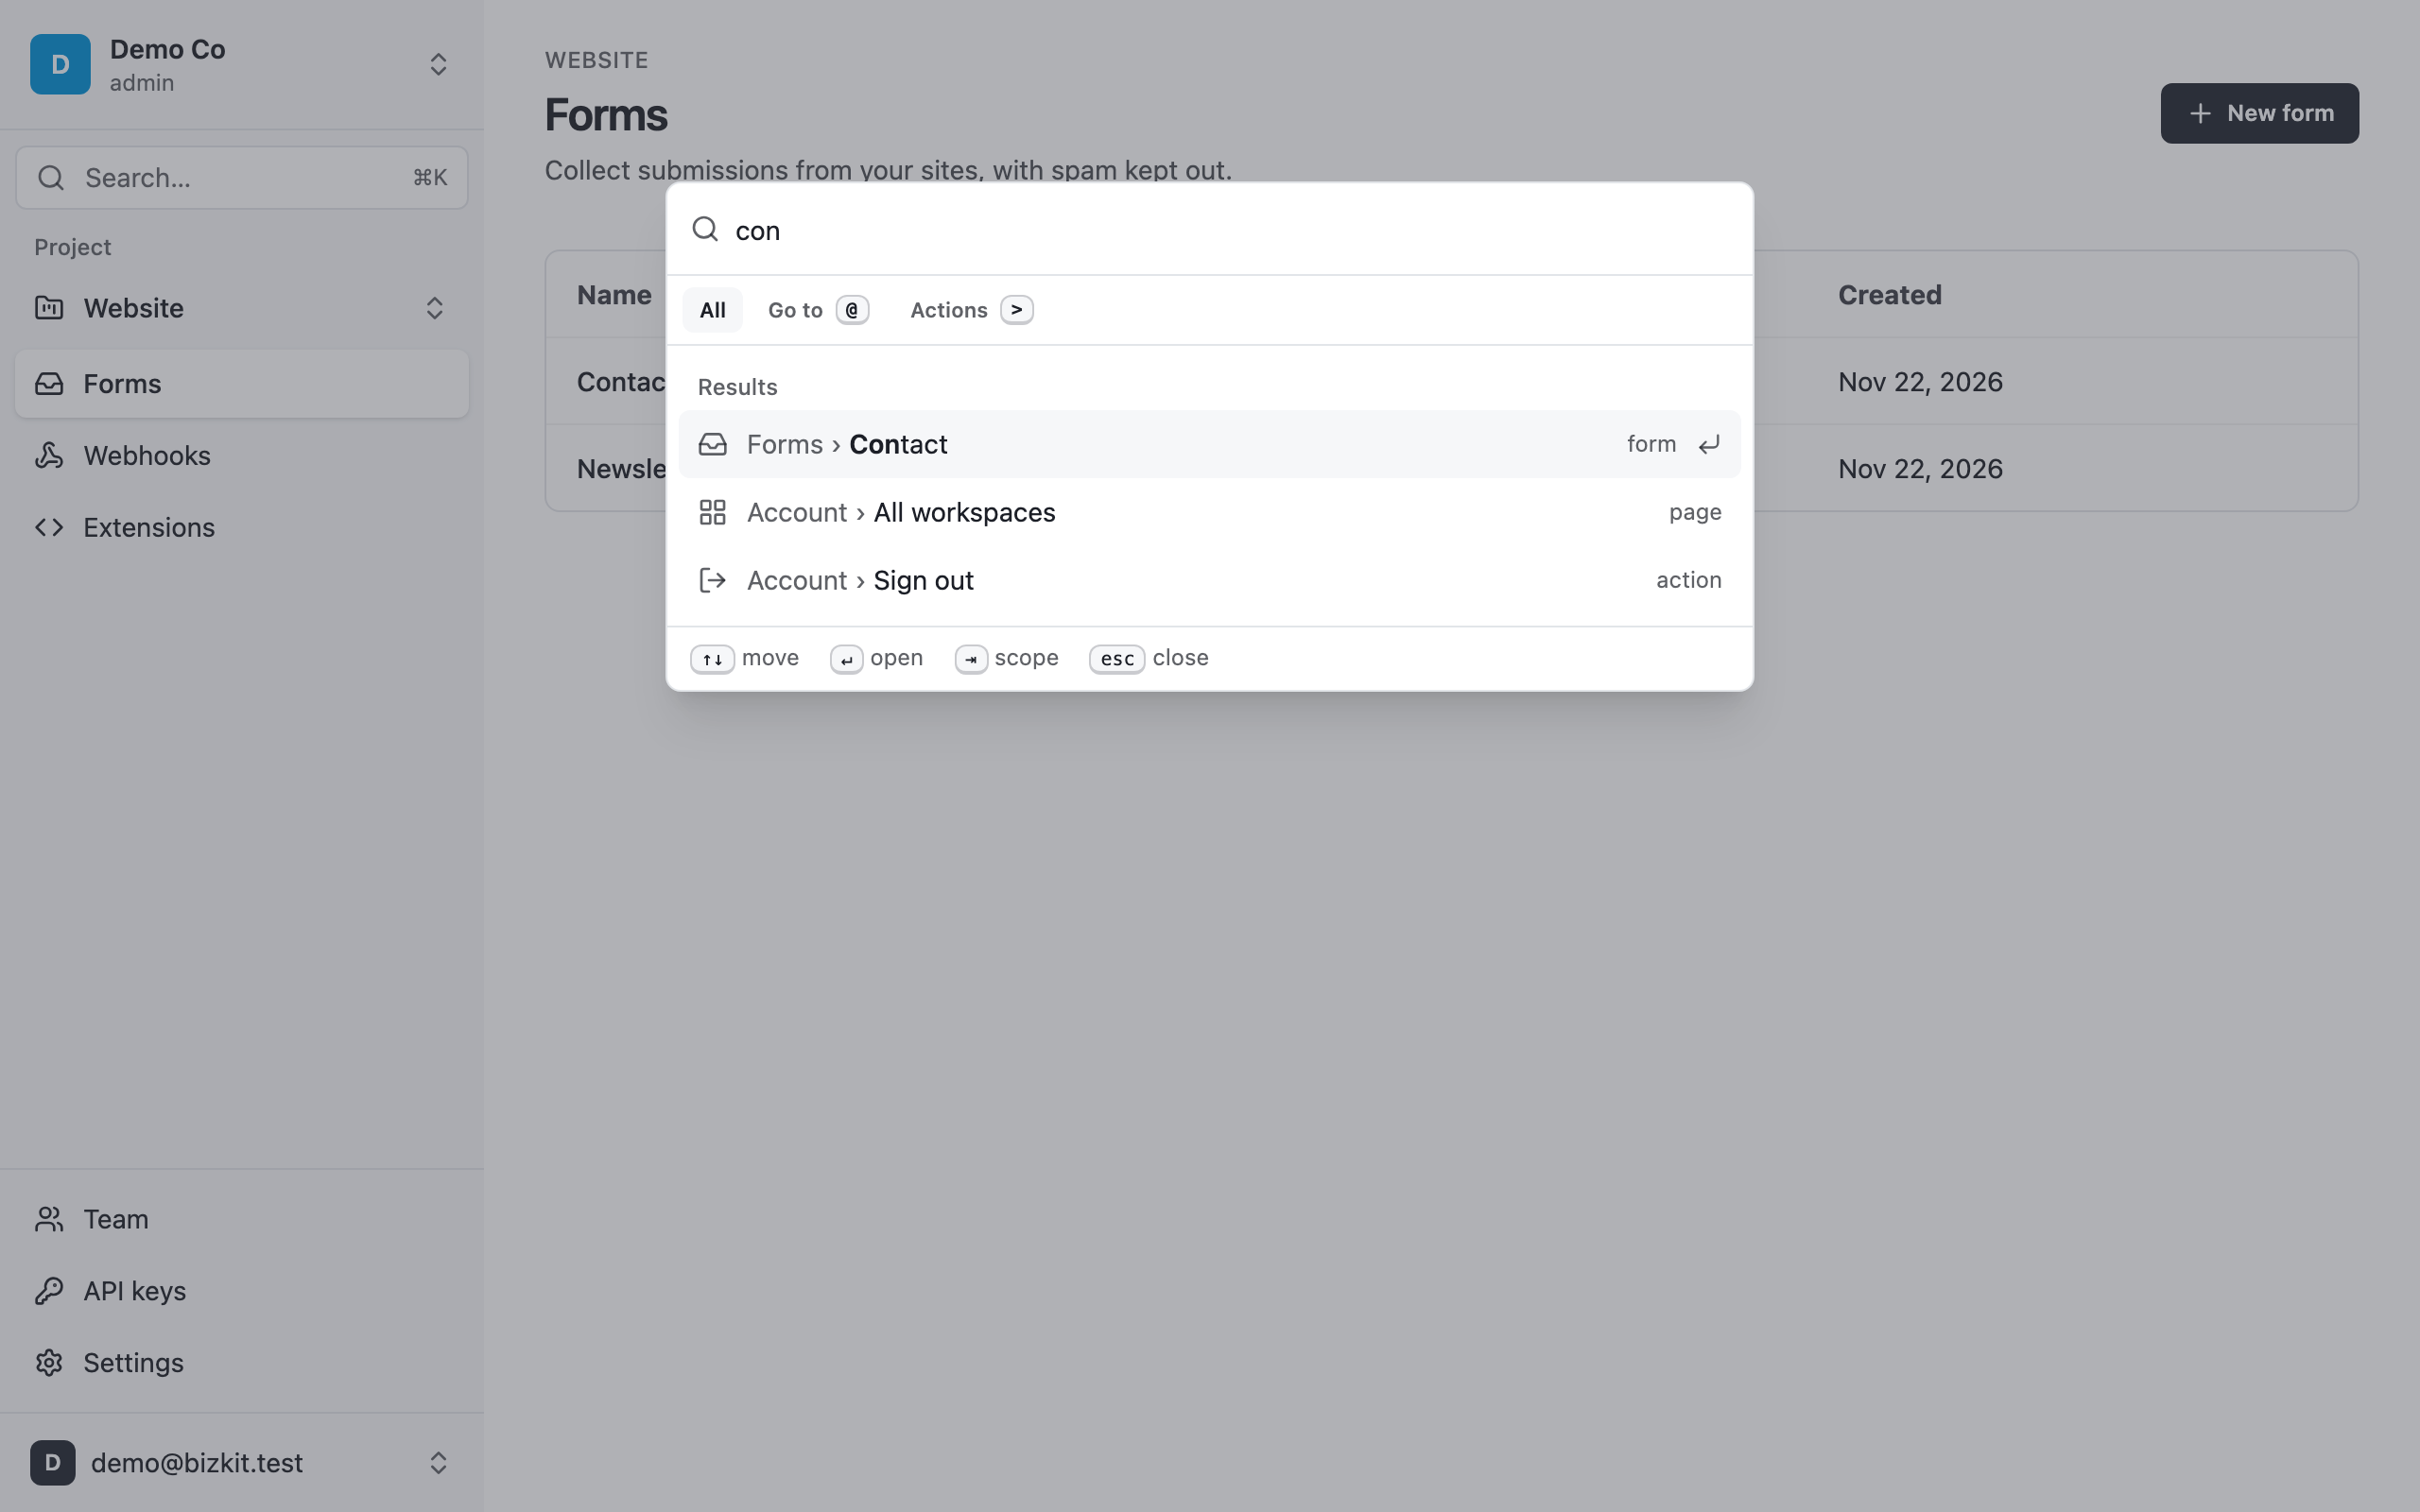 D
Demo Co
admin
Search...
⌘K
Project
Website
Forms
Webhooks
Extensions
Team
API keys
Settings
D
demo@bizkit.test
WEBSITE
Forms
Collect submissions from your sites, with spam kept out.
New form
Name
Created
Contac
Nov 22, 2026
Newsle
Nov 22, 2026
con
All
Go to @
Actions >
Results
Forms › Contact
form
Account › All workspaces
page
Account › Sign out
action
↑↓ move
↵ open
⇥ scope
esc close